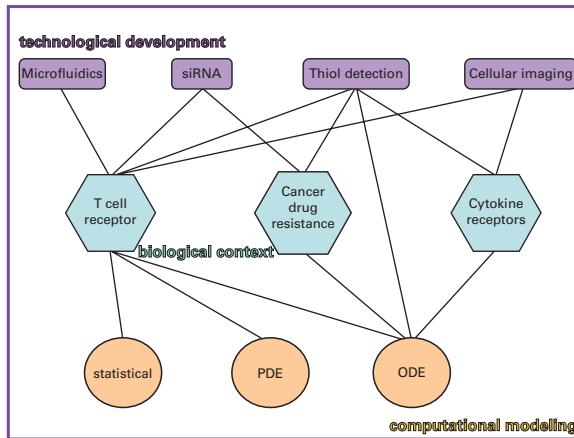 technological development
Microfluidics siRNA Thiol detection Cellular imaging
T cell receptor
Cancer drug resistance
Cytokine receptors
biological context
statistical PDE ODE
computational modeling